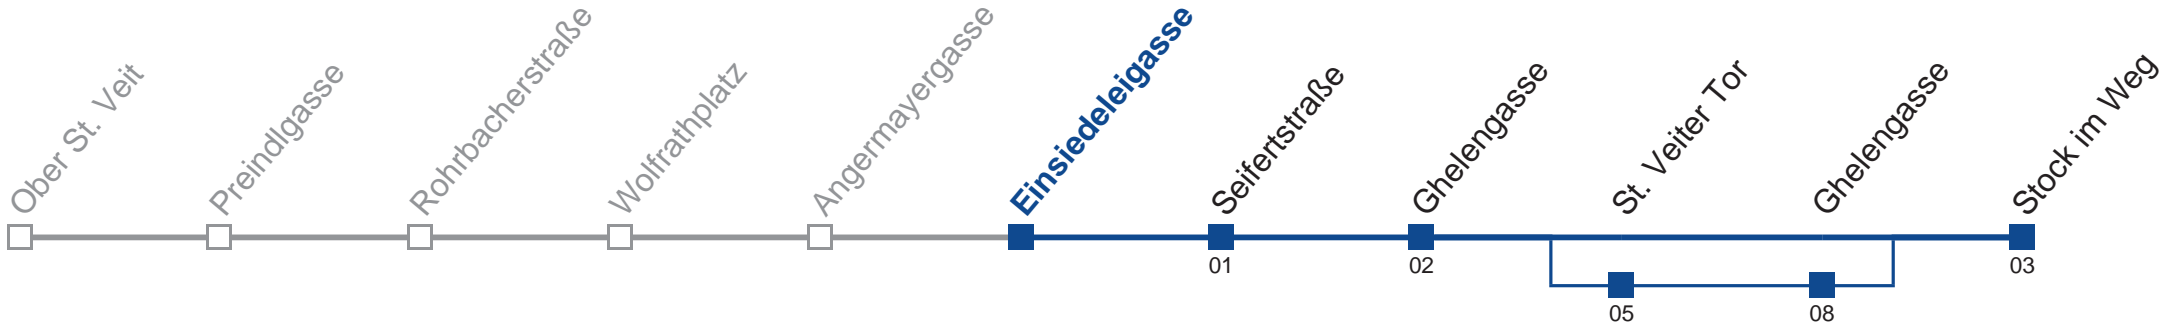 Ober St. Veit
Preindlgasse
Rohrbacherstraße
Wolfrathplatz
Angermayergasse
Einsiedeleigasse
Seifertstraße
Ghelengasse
St. Veiter Tor
Ghelengasse
Stock im Weg
01
02
03
05
08